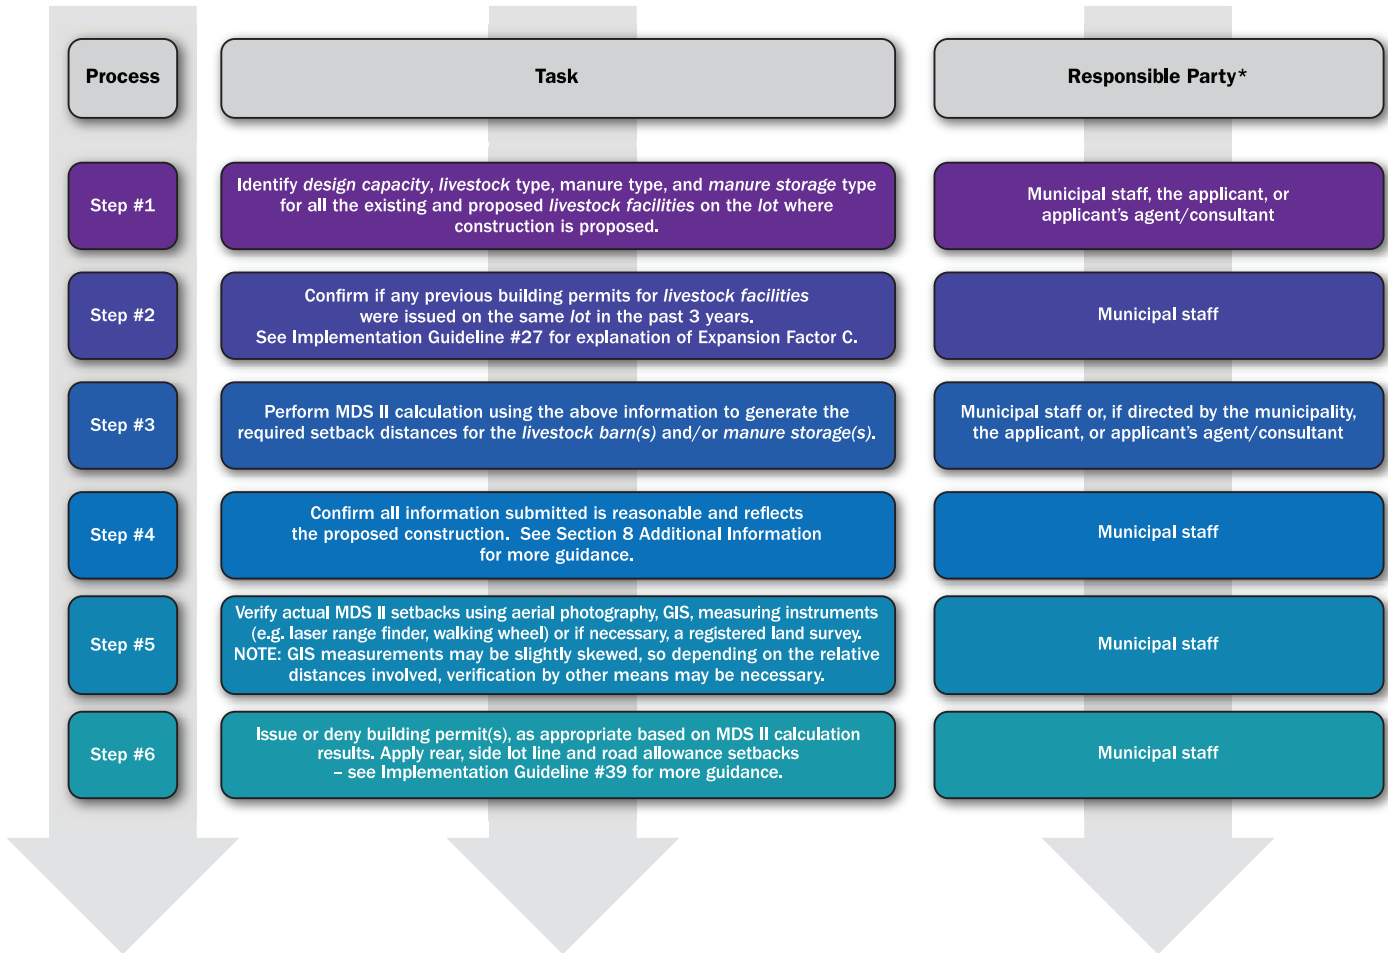 Process
Task
Responsible Party*
Step #1
Identify design capacity, livestock type, manure type, and manure storage type
for all the existing and proposed livestock facilities on the lot where
construction is proposed.
Municipal staff, the applicant, or
applicant's agent/consultant
Step #2
Confirm if any previous building permits for livestock facilities
were issued on the same lot in the past 3 years.
See Implementation Guideline #27 for explanation of Expansion Factor C.
Municipal staff
Step #3
Perform MDS II calculation using the above information to generate the
required setback distances for the livestock barn(s) and/or manure storage(s).
Municipal staff or, if directed by the municipality,
the applicant, or applicant's agent/consultant
Step #4
Confirm all information submitted is reasonable and reflects
the proposed construction. See Section 8 Additional Information
for more guidance.
Municipal staff
Step #5
Verify actual MDS II setbacks using aerial photography, GIS, measuring instruments
(e.g. laser range finder, walking wheel) or if necessary, a registered land survey.
NOTE: GIS measurements may be slightly skewed, so depending on the relative
distances involved, verification by other means may be necessary.
Municipal staff
Step #6
Issue or deny building permit(s), as appropriate based on MDS II calculation
results. Apply rear, side lot line and road allowance setbacks
– see Implementation Guideline #39 for more guidance.
Municipal staff